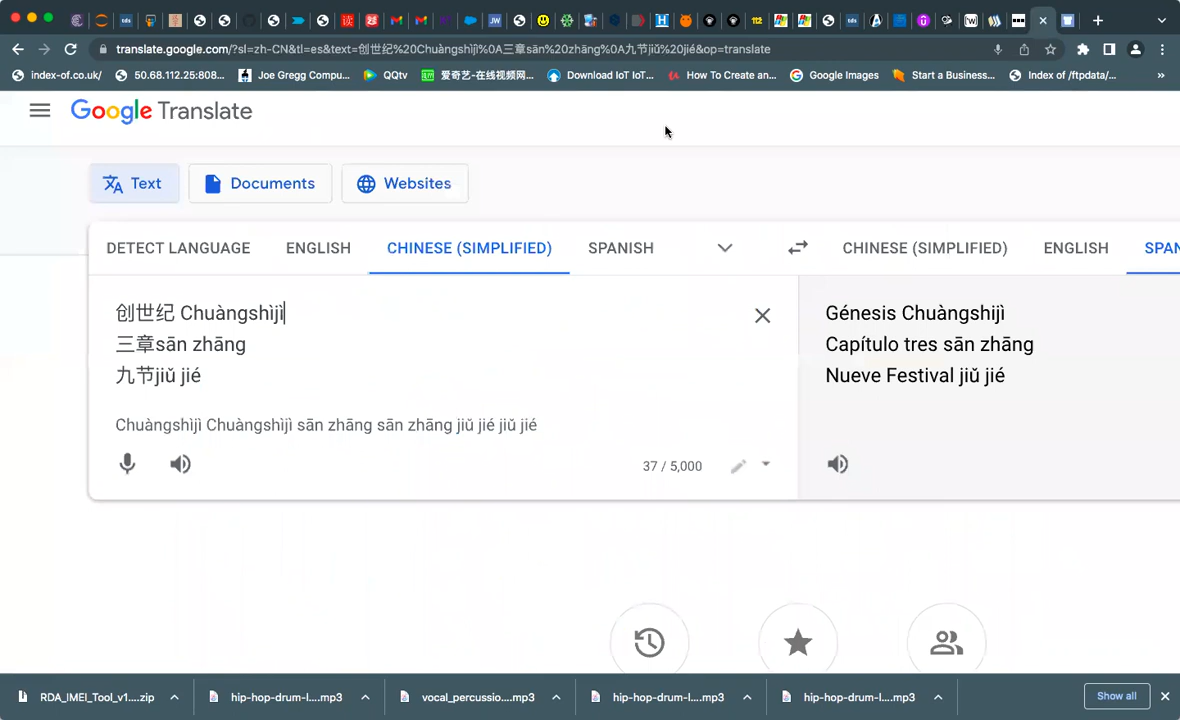 translate.google.com/?sl=zh-CN&tl=es&text=创世纪%20Chuàngshìjì%0A三章sān%20zhāng%0A九节jiǔ%20jié&op=translate
index-of.co.uk/
50.68.112.25:808...
Joe Gregg Compu...
QQtv
爱奇艺-在线视频网...
Download IoT IoT...
How To Create an...
Google Images
Start a Business...
Index of /ftpdata/...
»
Google Translate
Text
Documents
Websites
DETECT LANGUAGE
ENGLISH
CHINESE (SIMPLIFIED)
SPANISH
CHINESE (SIMPLIFIED)
ENGLISH
SPAN
创世纪 Chuàngshìjì
三章sān zhāng
九节jiǔ jié
Chuàngshìjì Chuàngshìjì sān zhāng sān zhāng jiǔ jié jiǔ jié
37 / 5,000
Génesis Chuàngshijì
Capítulo tres sān zhāng
Nueve Festival jiǔ jié
RDA_IMEI_Tool_v1....zip
hip-hop-drum-l....mp3
vocal_percussio....mp3
hip-hop-drum-l....mp3
hip-hop-drum-l....mp3
Show all